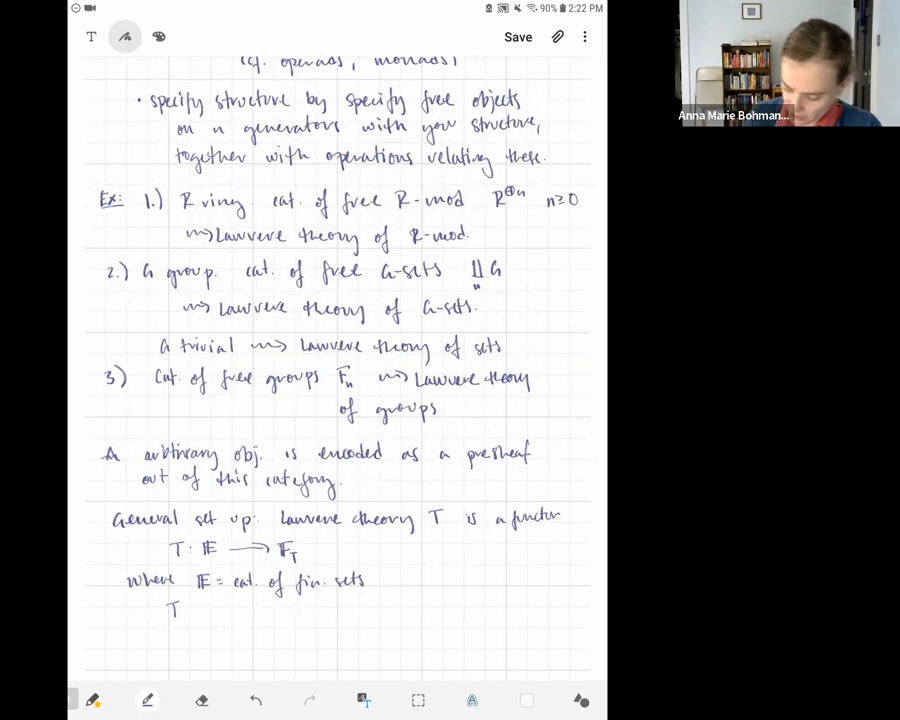 90% 2:22 PM
T Save
(cf. operads, monads)
• specify structure by specify free objects
on n generators with your structure,
together with operations relating these.
Ex: 1.) R ring cat. of free R-mod R^{⊕n} n≥0
⇝ Lawvere theory of R-mod.
2.) G group. cat. of free G-sets ∐_n G
⇝ Lawvere theory of G-sets.
G trivial ⇝ Lawvere theory of sets
3) Cat. of free groups F_n ⇝ Lawvere theory
of groups
A arbitrary obj. is encoded as a presheaf
out of this category.
General set up: Lawvere theory T is a functor
T: 𝔼 ⟶ 𝔽_T
where 𝔼 = cat. of fin. sets
T
Anna Marie Bohman...